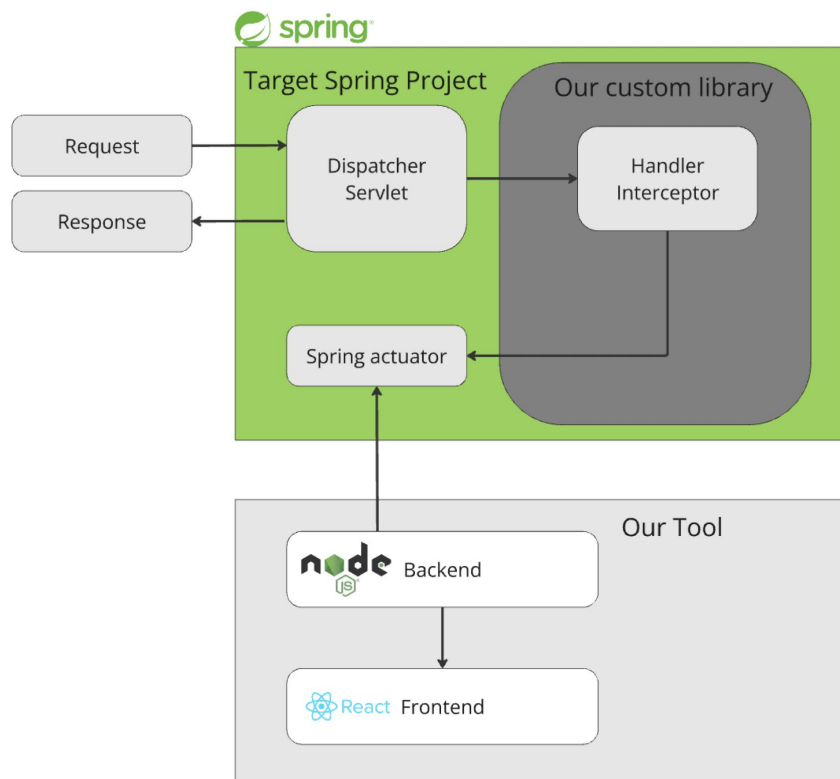 spring
Target Spring Project
Our custom library
Request
Dispatcher
Servlet
Handler
Interceptor
Response
Spring actuator
Our Tool
node
JS
Backend
React
Frontend